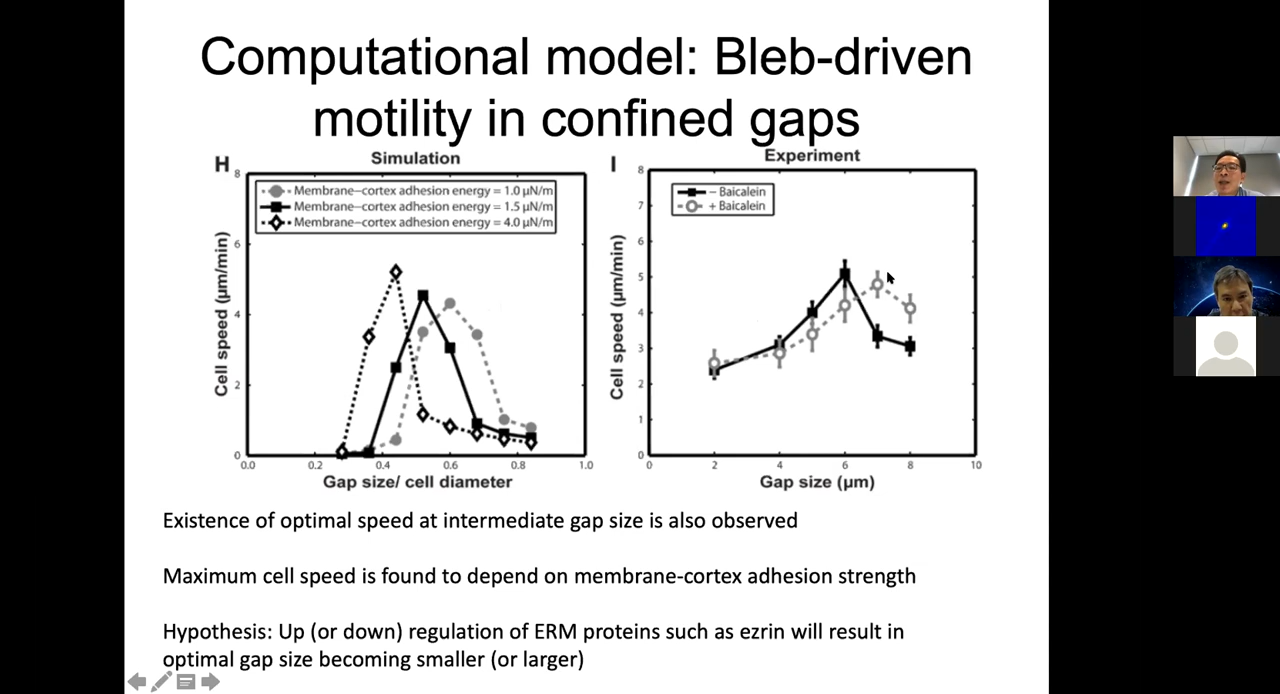 Computational model: Bleb-driven
motility in confined gaps
H
Simulation
Membrane–cortex adhesion energy = 1.0 μN/m
Membrane–cortex adhesion energy = 1.5 μN/m
Membrane–cortex adhesion energy = 4.0 μN/m
8
6
4
2
0
Cell speed (μm/min)
0.0 0.2 0.4 0.6 0.8 1.0
Gap size/ cell diameter
I
Experiment
– Baicalein
+ Baicalein
8
7
6
5
4
3
2
1
0
Cell speed (μm/min)
0 2 4 6 8 10
Gap size (μm)
Existence of optimal speed at intermediate gap size is also observed
Maximum cell speed is found to depend on membrane-cortex adhesion strength
Hypothesis: Up (or down) regulation of ERM proteins such as ezrin will result in
optimal gap size becoming smaller (or larger)